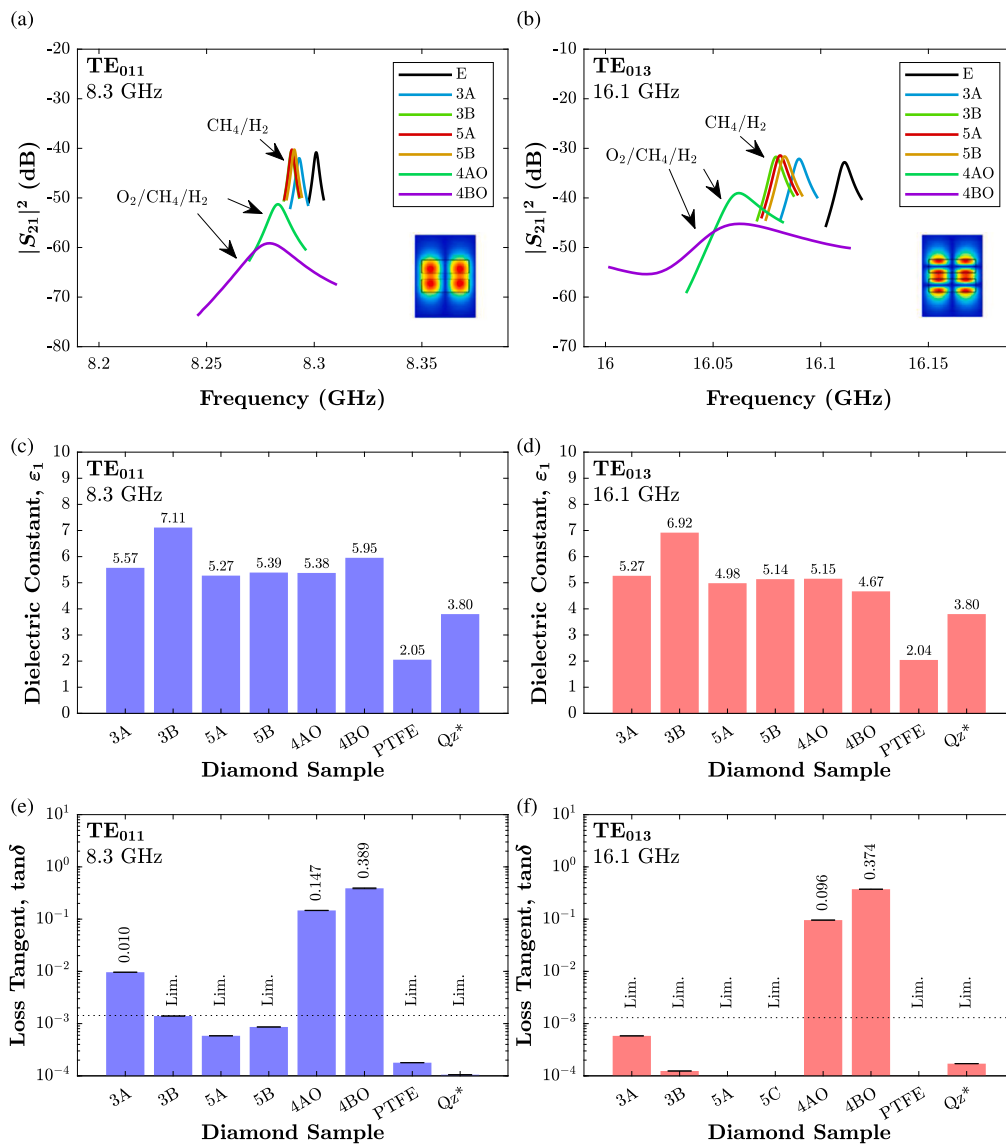 (a)
TE011
8.3 GHz
E
3A
3B
5A
5B
4AO
4BO
CH4/H2
O2/CH4/H2
-20
-30
-40
-50
-60
-70
-80
|S21|2 (dB)
8.2
8.25
8.3
8.35
Frequency (GHz)
(b)
TE013
16.1 GHz
E
3A
3B
5A
5B
4AO
4BO
CH4/H2
O2/CH4/H2
-10
-20
-30
-40
-50
-60
-70
|S21|2 (dB)
16
16.05
16.1
16.15
Frequency (GHz)
(c)
TE011
8.3 GHz
10
9
8
7
6
5
4
3
2
1
0
Dielectric Constant, ε1
5.57
7.11
5.27
5.39
5.38
5.95
2.05
3.80
3A
3B
5A
5B
4AO
4BO
PTFE
Qz*
Diamond Sample
(d)
TE013
16.1 GHz
10
9
8
7
6
5
4
3
2
1
0
Dielectric Constant, ε1
5.27
6.92
4.98
5.14
5.15
4.67
2.04
3.80
3A
3B
5A
5B
4AO
4BO
PTFE
Qz*
Diamond Sample
(e)
TE011
8.3 GHz
10^1
10^0
10^-1
10^-2
10^-3
10^-4
Loss Tangent, tanδ
0.010
Lim.
Lim.
Lim.
0.147
0.389
Lim.
Lim.
3A
3B
5A
5B
4AO
4BO
PTFE
Qz*
Diamond Sample
(f)
TE013
16.1 GHz
10^1
10^0
10^-1
10^-2
10^-3
10^-4
Loss Tangent, tanδ
Lim.
Lim.
Lim.
Lim.
0.096
0.374
Lim.
Lim.
3A
3B
5A
5C
4AO
4BO
PTFE
Qz*
Diamond Sample